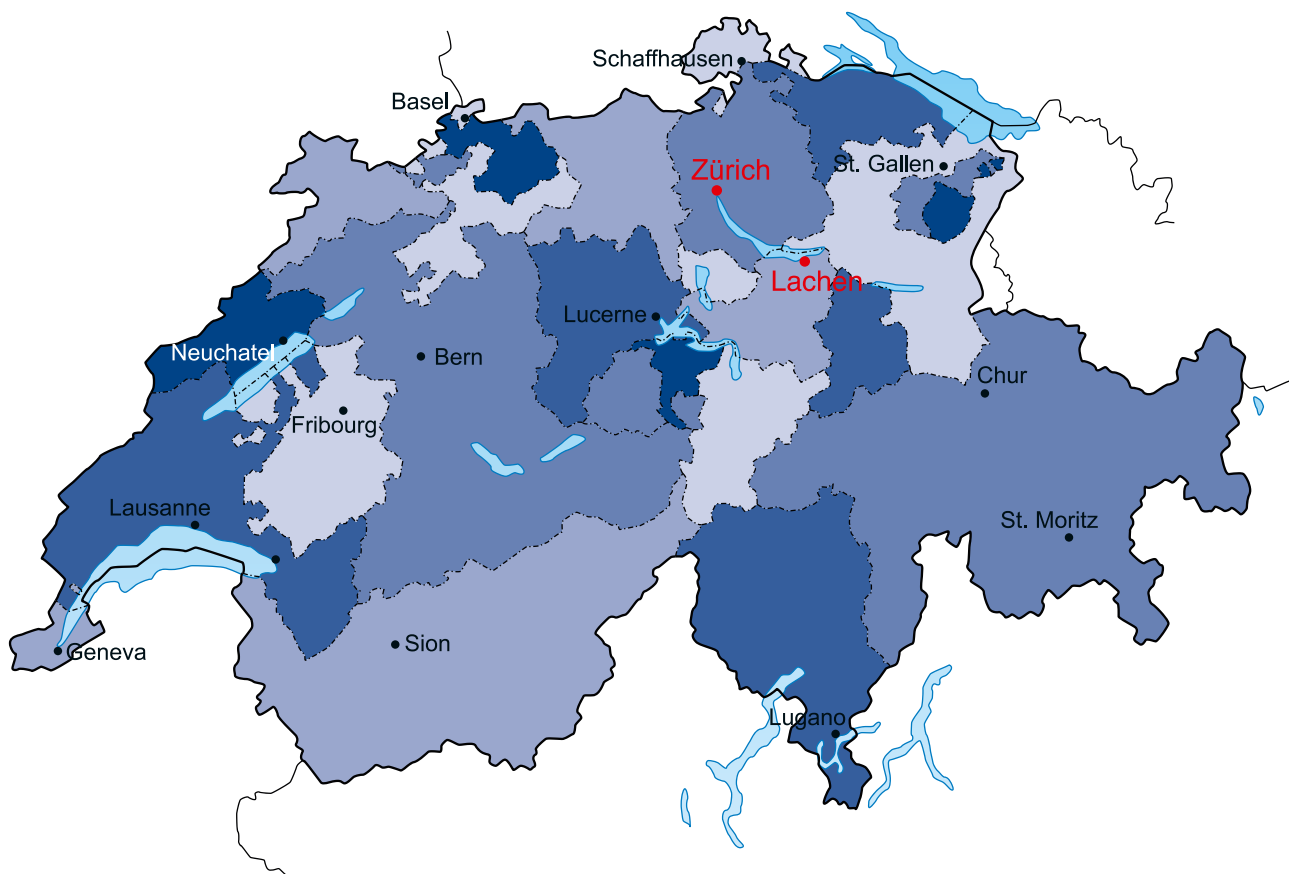 Schaffhausen
Basel
St. Gallen
Zürich
Lachen
Lucerne
Neuchatel
Bern
Chur
Fribourg
Lausanne
St. Moritz
Sion
Geneva
Lugano